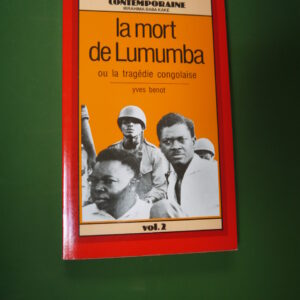 CONTEMPORAINE
IBRAHIMA BABA KAKÉ
la mort
de Lumumba
ou la tragédie congolaise
yves benot
vol. 2